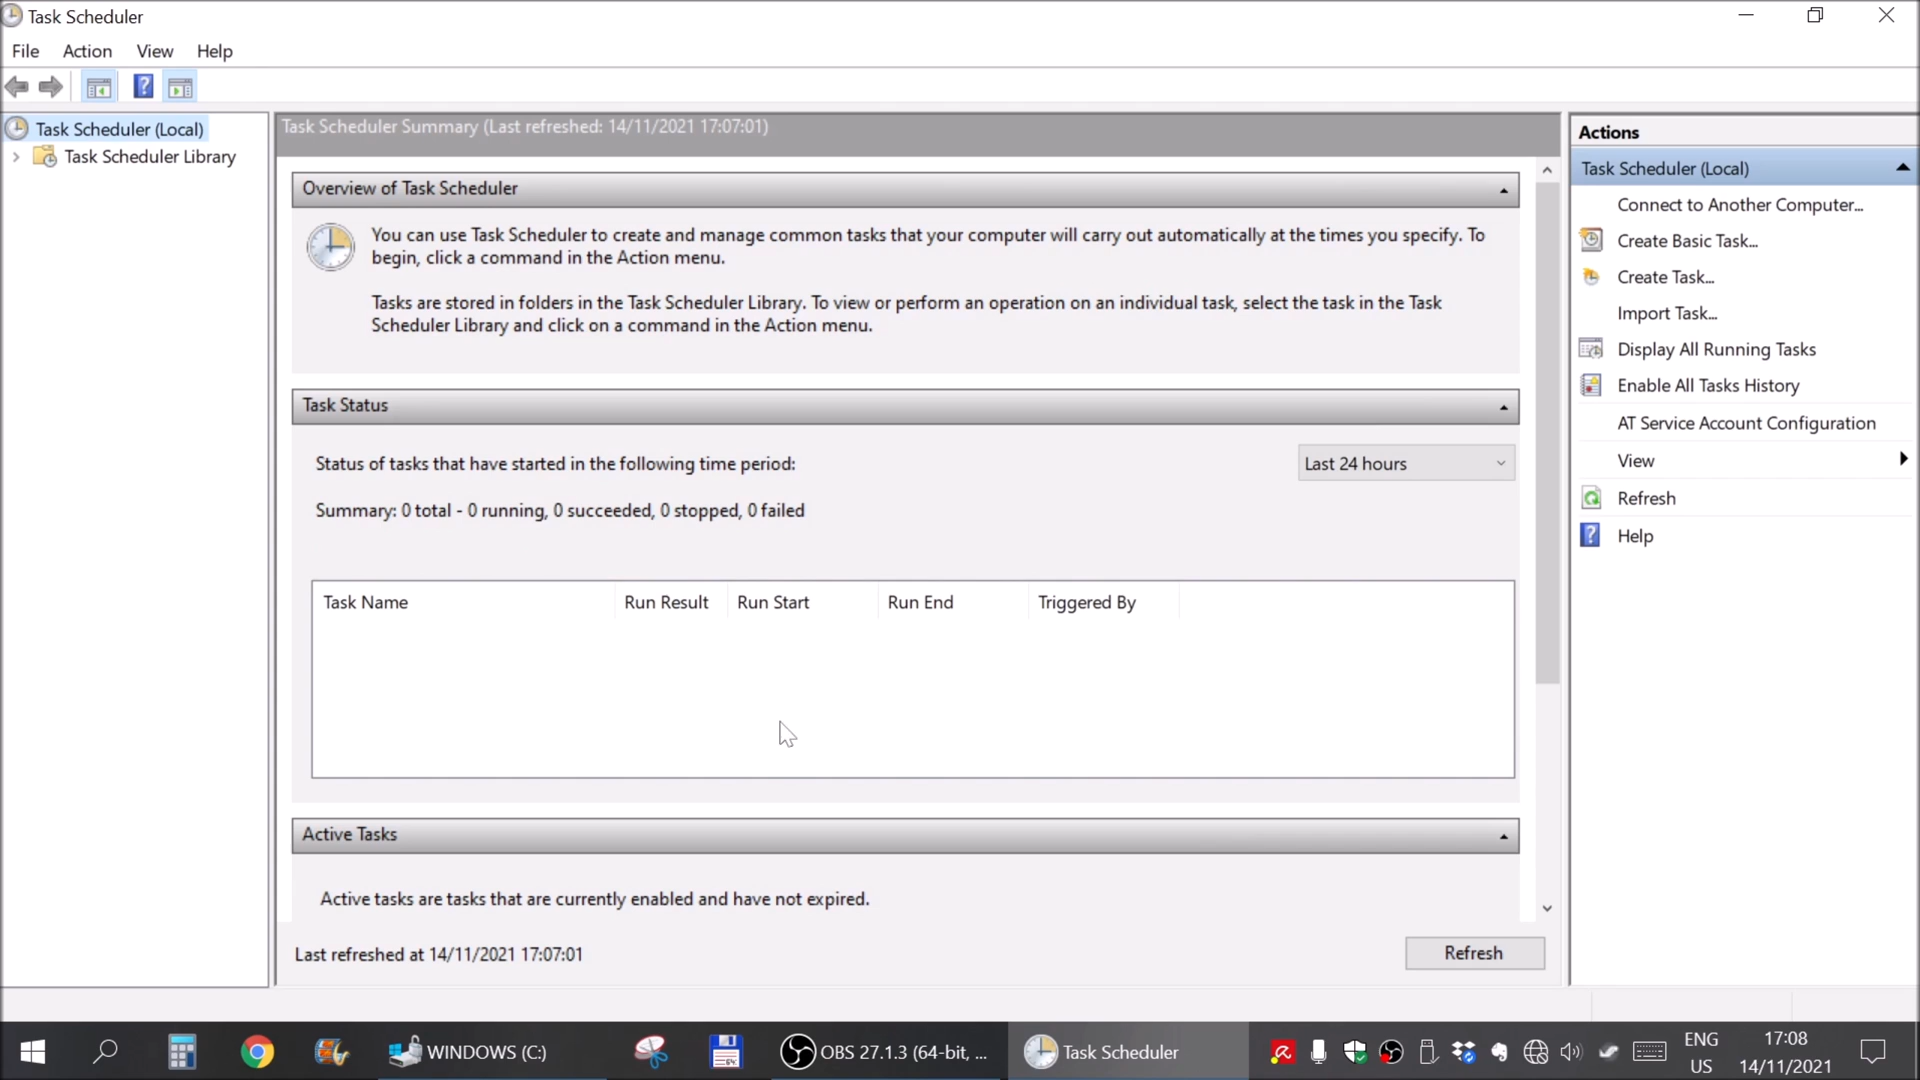 Task Scheduler
File Action View Help
Task Scheduler (Local)
Task Scheduler Library
Task Scheduler Summary (Last refreshed: 14/11/2021 17:07:01)
Overview of Task Scheduler
You can use Task Scheduler to create and manage common tasks that your computer will carry out automatically at the times you specify. To
begin, click a command in the Action menu.
Tasks are stored in folders in the Task Scheduler Library. To view or perform an operation on an individual task, select the task in the Task
Scheduler Library and click on a command in the Action menu.
Task Status
Status of tasks that have started in the following time period:
Last 24 hours
Summary: 0 total - 0 running, 0 succeeded, 0 stopped, 0 failed
Task Name Run Result Run Start Run End Triggered By
Active Tasks
Active tasks are tasks that are currently enabled and have not expired.
Last refreshed at 14/11/2021 17:07:01
Refresh
Actions
Task Scheduler (Local)
Connect to Another Computer...
Create Basic Task...
Create Task...
Import Task...
Display All Running Tasks
Enable All Tasks History
AT Service Account Configuration
View
Refresh
Help
WINDOWS (C:)
OBS 27.1.3 (64-bit, ...
Task Scheduler
ENG
US
17:08
14/11/2021